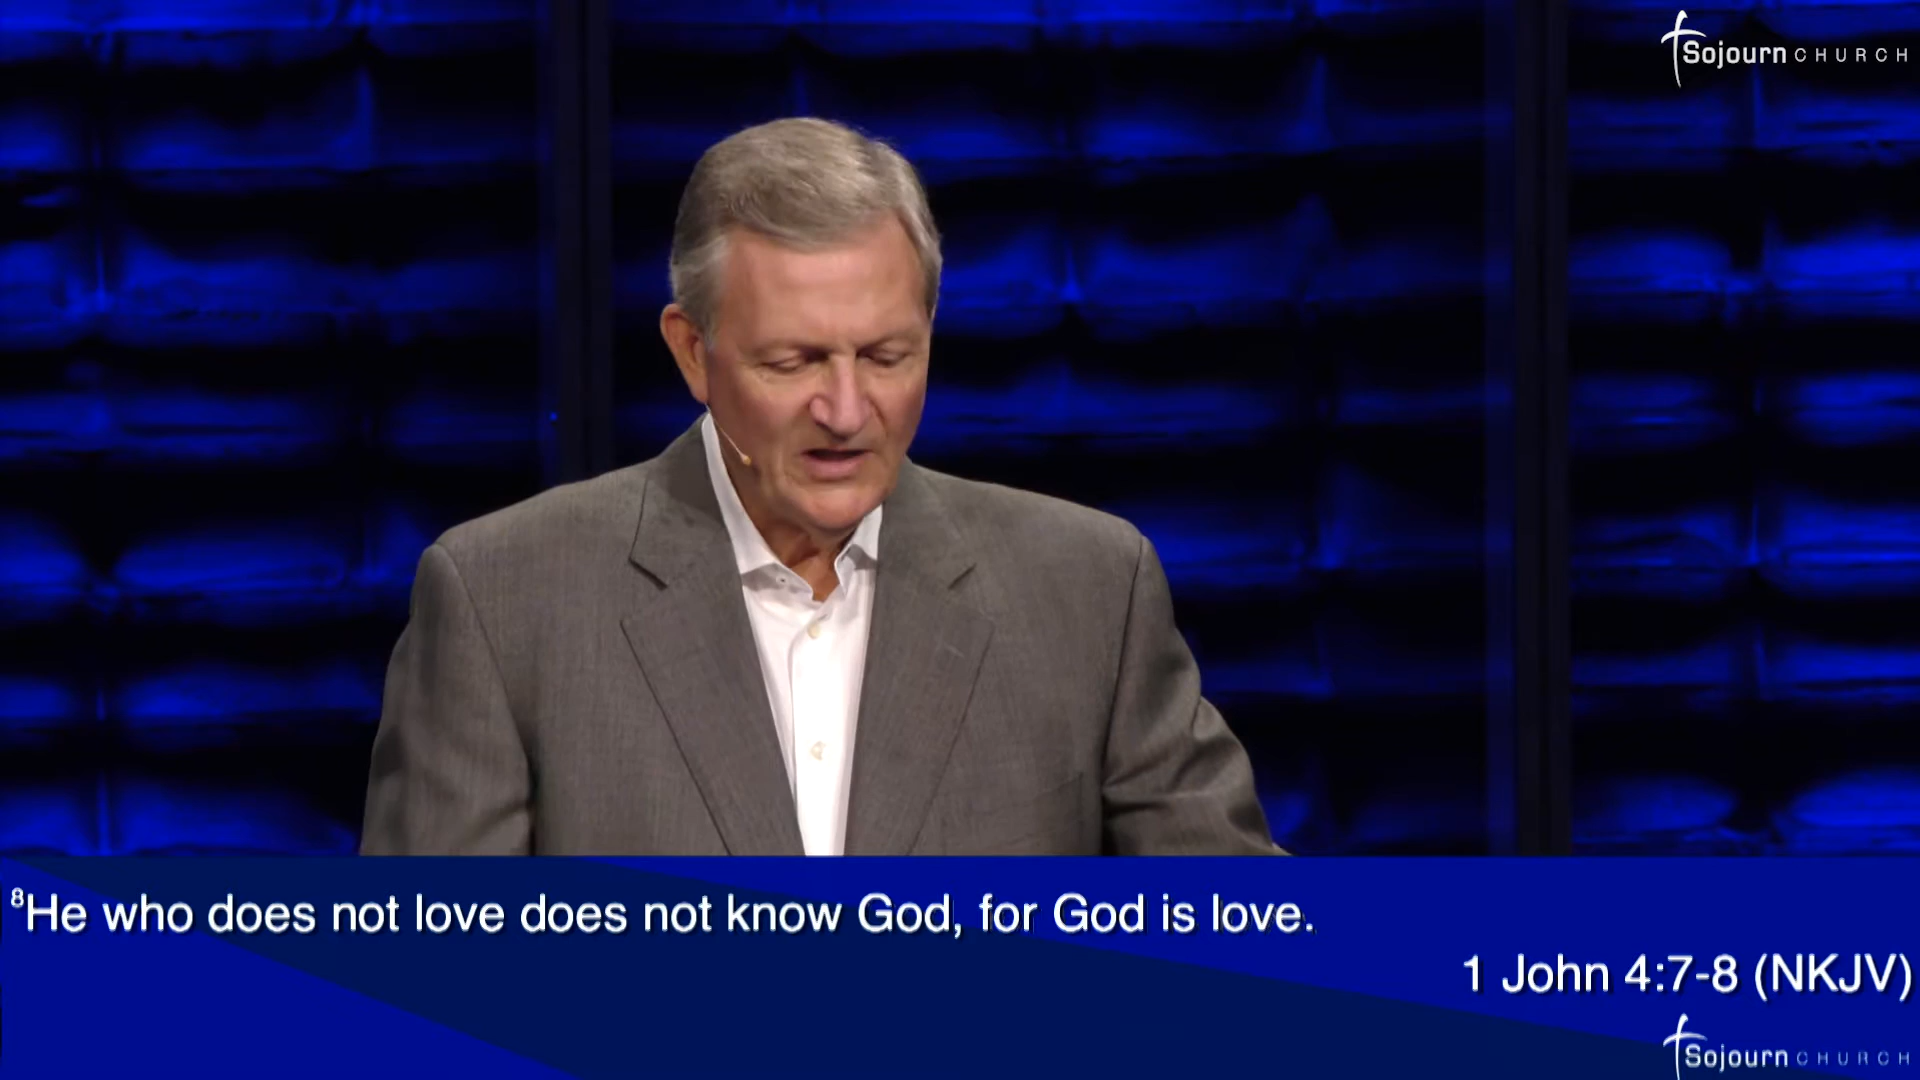 Sojourn CHURCH
⁸He who does not love does not know God, for God is love.
1 John 4:7-8 (NKJV)
Sojourn CHURCH